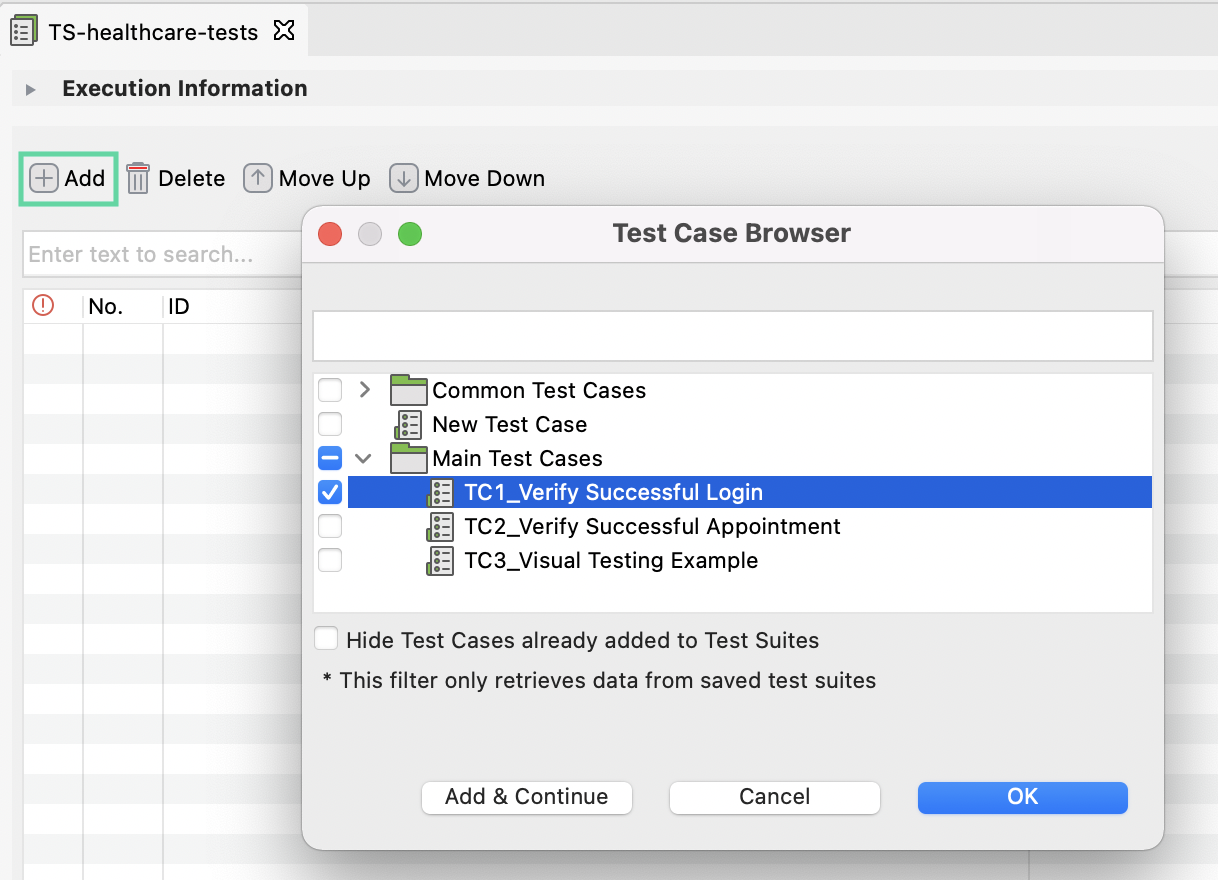 TS-healthcare-tests
Execution Information
Add Delete Move Up Move Down
Enter text to search...
No. ID
Test Case Browser
Common Test Cases
New Test Case
Main Test Cases
TC1_Verify Successful Login
TC2_Verify Successful Appointment
TC3_Visual Testing Example
Hide Test Cases already added to Test Suites
* This filter only retrieves data from saved test suites
Add & Continue Cancel OK